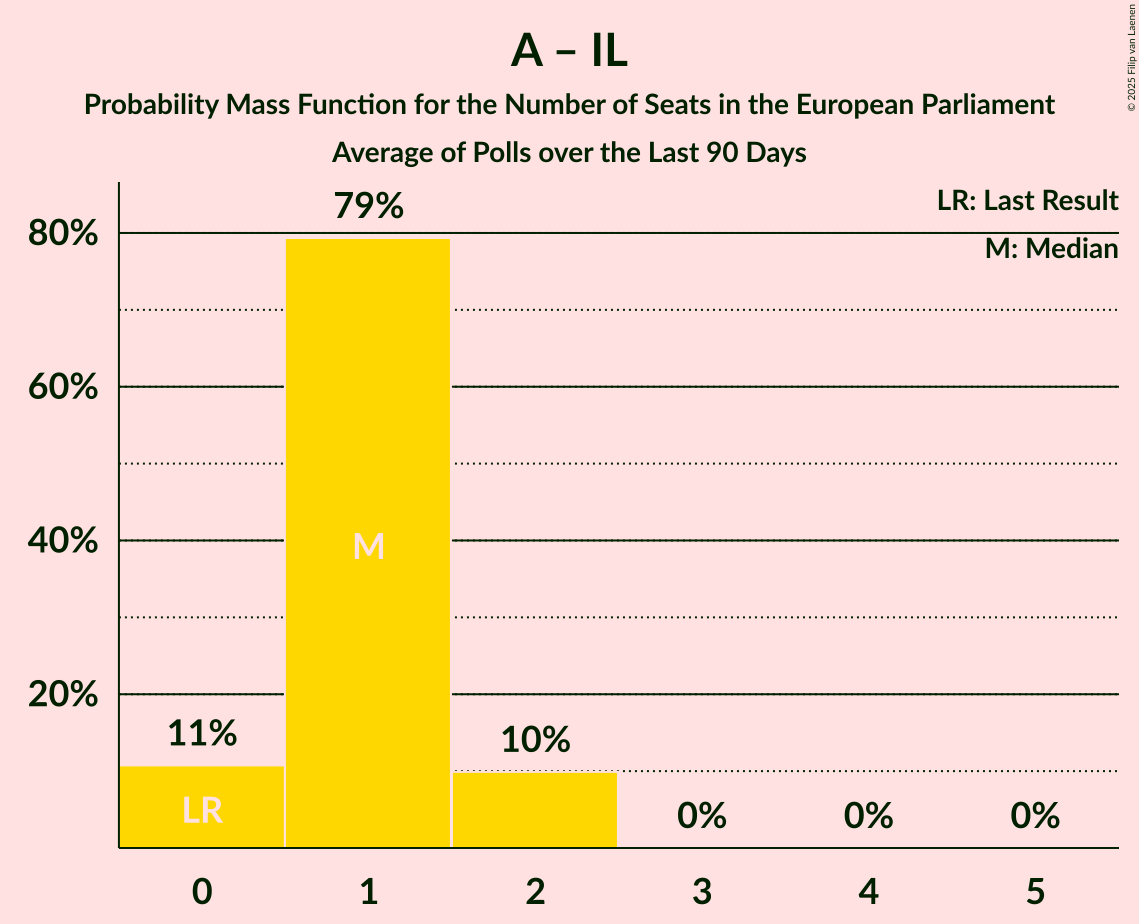 A – IL
Probability Mass Function for the Number of Seats in the European Parliament
Average of Polls over the Last 90 Days
© 2025 Filip van Laenen
LR: Last Result
M: Median
80%
60%
40%
20%
79%
11%
10%
0%
0%
0%
M
LR
0
1
2
3
4
5